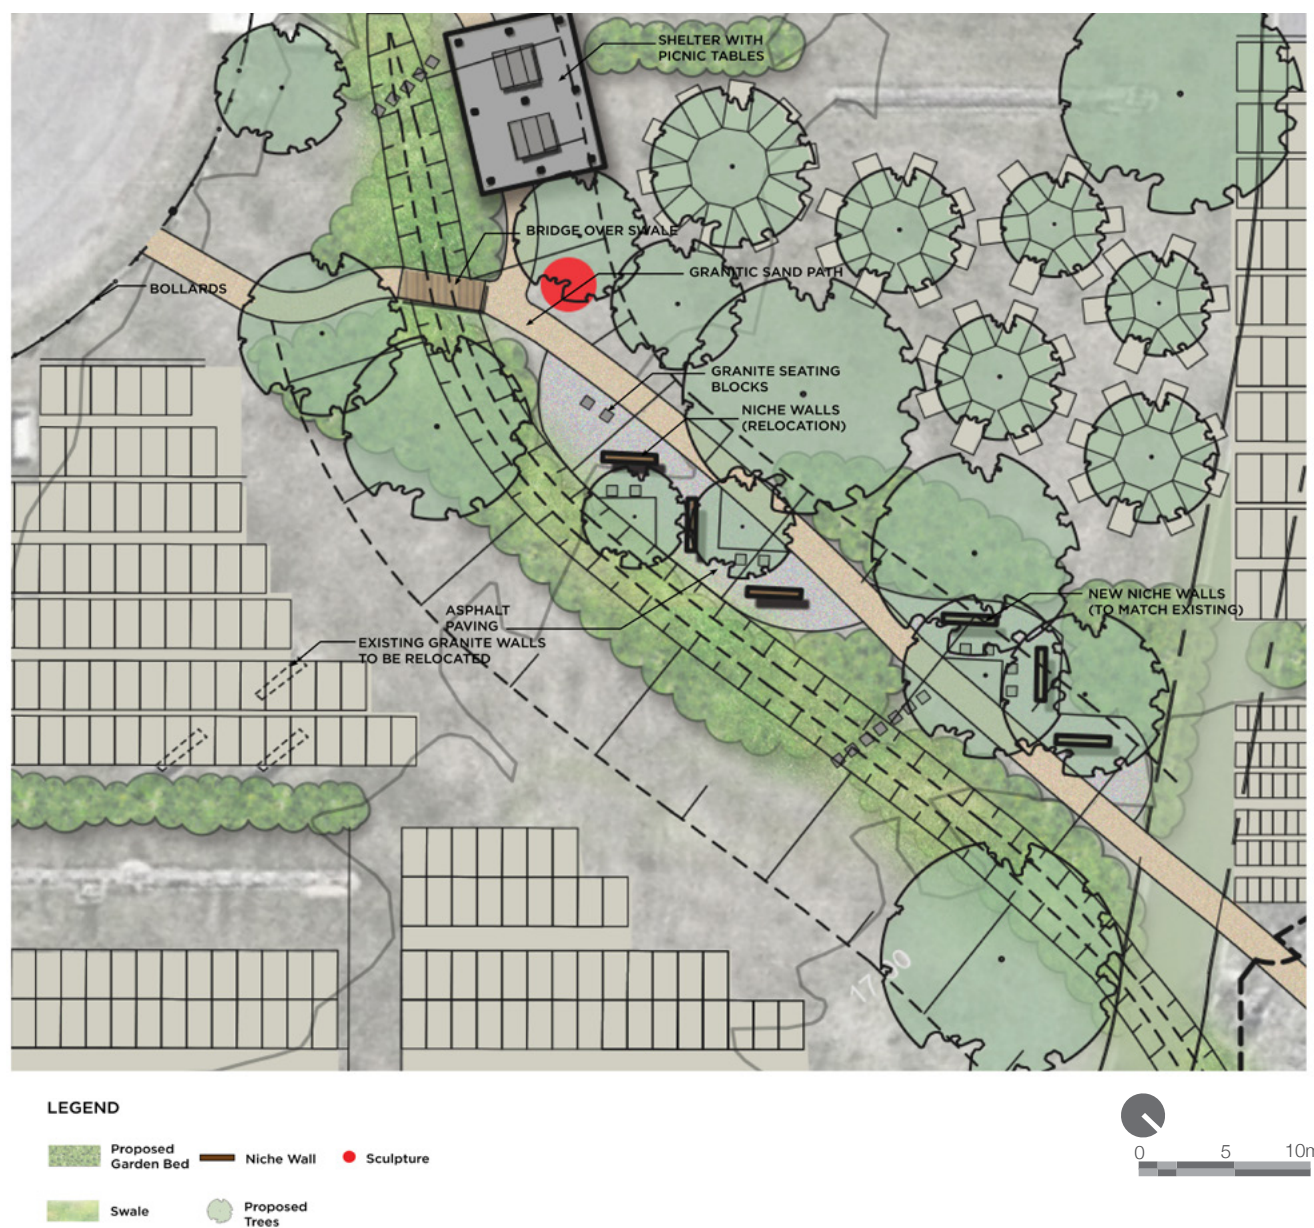 SHELTER WITH
PICNIC TABLES
BRIDGE OVER SWALE
GRANITIC SAND PATH
BOLLARDS
GRANITE SEATING
BLOCKS
NICHE WALLS
(RELOCATION)
NEW NICHE WALLS
(TO MATCH EXISTING)
ASPHALT
PAVING
EXISTING GRANITE WALLS
TO BE RELOCATED
LEGEND
Proposed
Garden Bed
Niche Wall
Sculpture
Swale
Proposed
Trees
0 5 10m